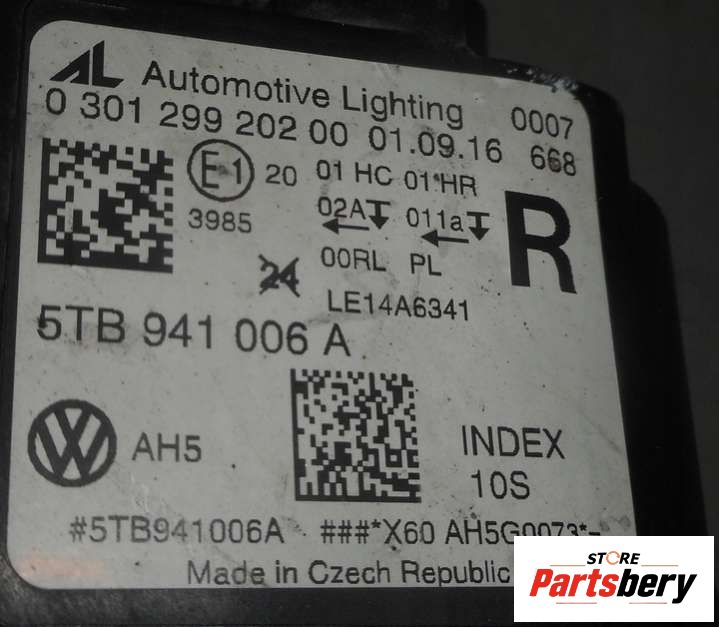 AL Automotive Lighting
0 301 299 202 00 01.09.16
0007
668
E1 20 01 HC 01*HR
3985
02A 011a
R
00RL PL
24
LE14A6341
5TB 941 006 A
VW AH5
INDEX
10S
#5TB941006A ###*X60 AH5G0073*-
Made in Czech Republic
STORE
Partsbery